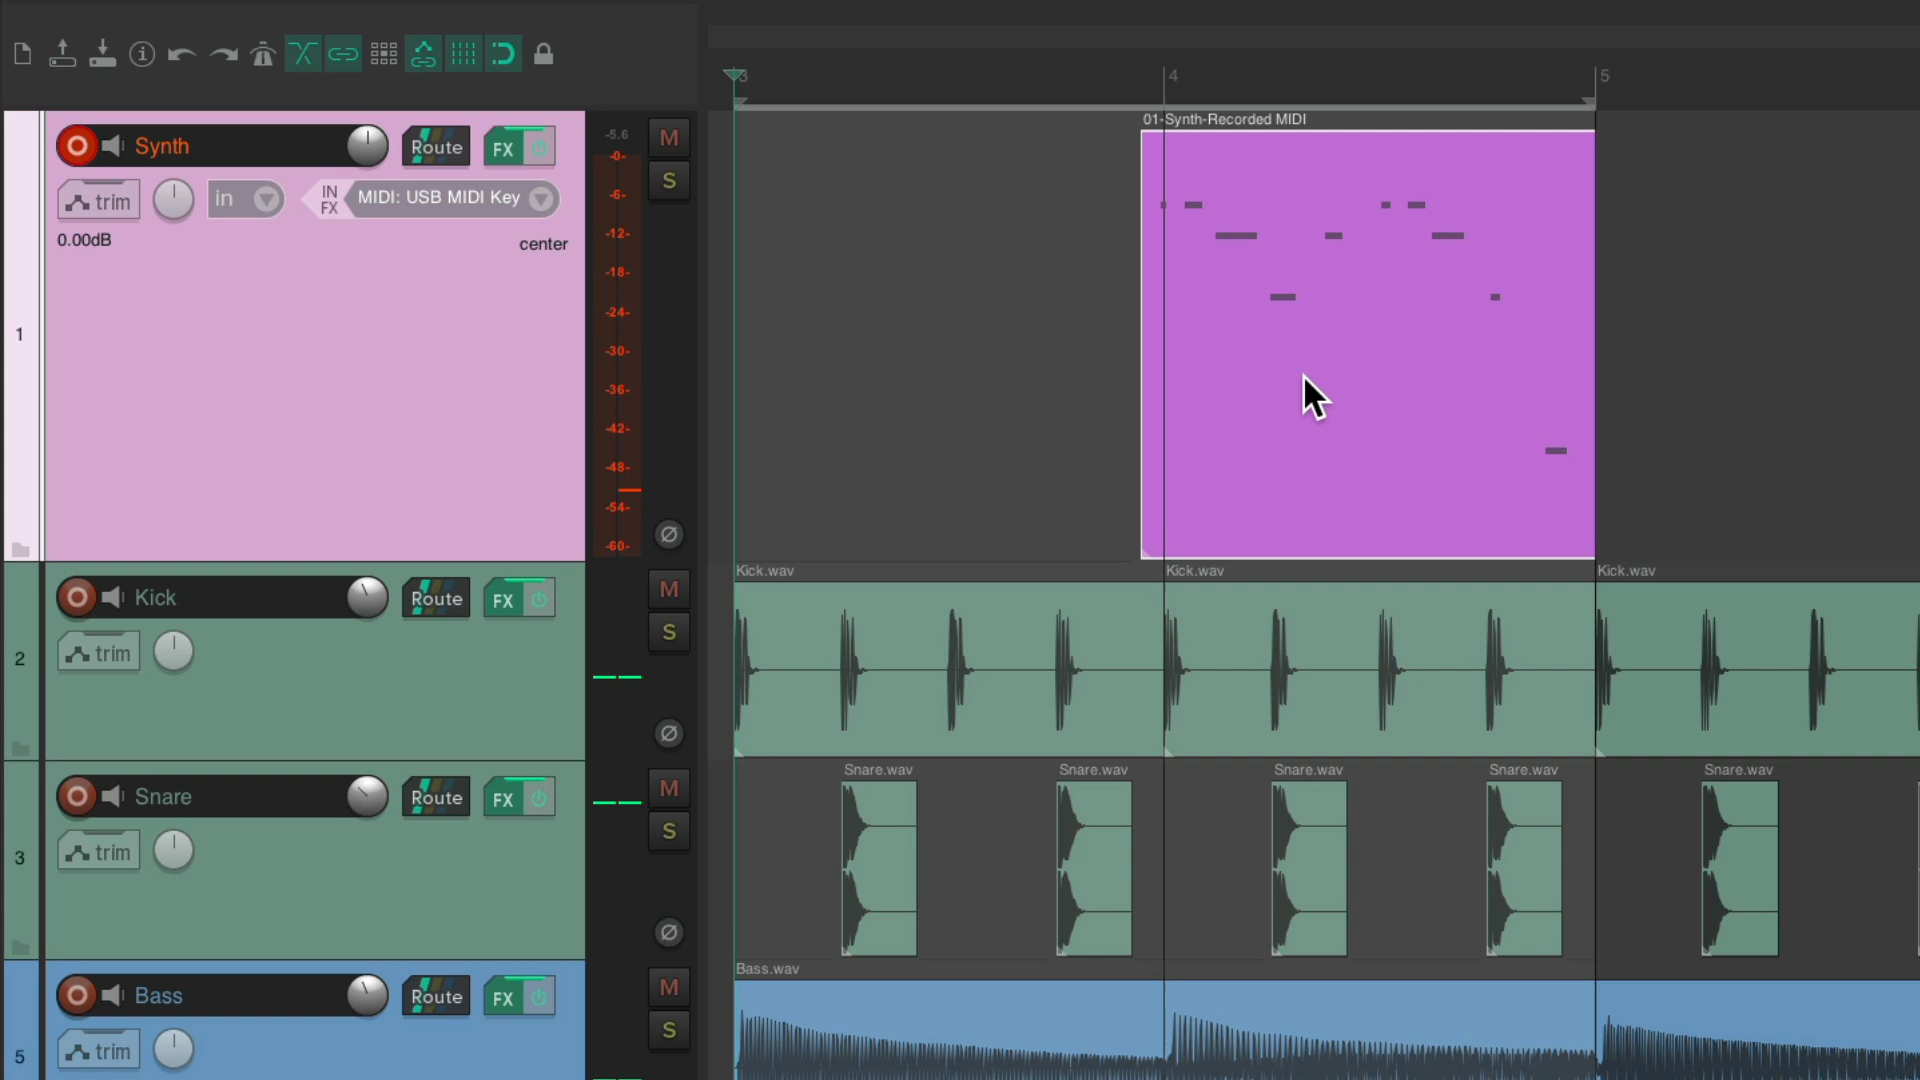 3
4
5
01-Synth-Recorded MIDI
1
Synth
Route
FX
-5.6
M
S
trim
in
IN
FX
MIDI: USB MIDI Key
0.00dB
center
-0-
-6-
-12-
-18-
-24-
-30-
-36-
-42-
-48-
-54-
-60-
Kick.wav
Kick.wav
Kick.wav
2
Kick
Route
FX
M
S
trim
Snare.wav
Snare.wav
Snare.wav
Snare.wav
Snare.wav
3
Snare
Route
FX
M
S
trim
Bass.wav
5
Bass
Route
FX
M
S
trim